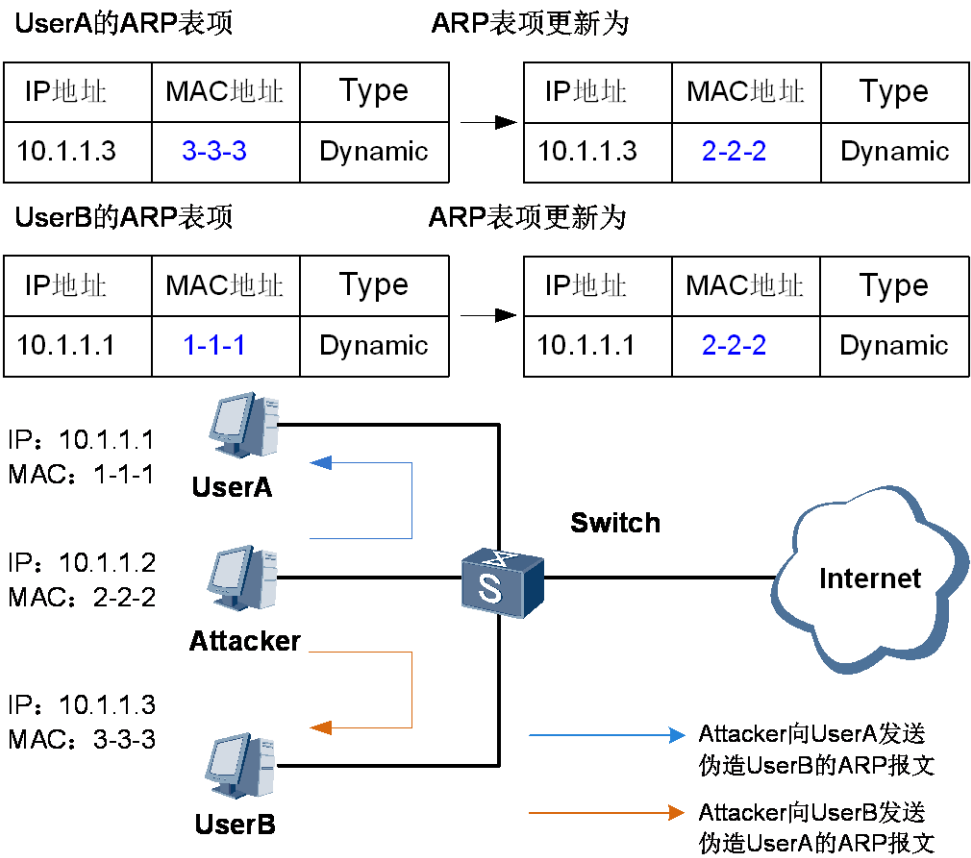 UserA的ARP表项 ARP表项更新为
IP地址 MAC地址 Type IP地址 MAC地址 Type
10.1.1.3 3-3-3 Dynamic 10.1.1.3 2-2-2 Dynamic
UserB的ARP表项 ARP表项更新为
IP地址 MAC地址 Type IP地址 MAC地址 Type
10.1.1.1 1-1-1 Dynamic 10.1.1.1 2-2-2 Dynamic
IP：10.1.1.1
MAC：1-1-1
UserA
Switch
IP：10.1.1.2
MAC：2-2-2
S
Internet
Attacker
IP：10.1.1.3
MAC：3-3-3
UserB
Attacker向UserA发送
伪造UserB的ARP报文
Attacker向UserB发送
伪造UserA的ARP报文